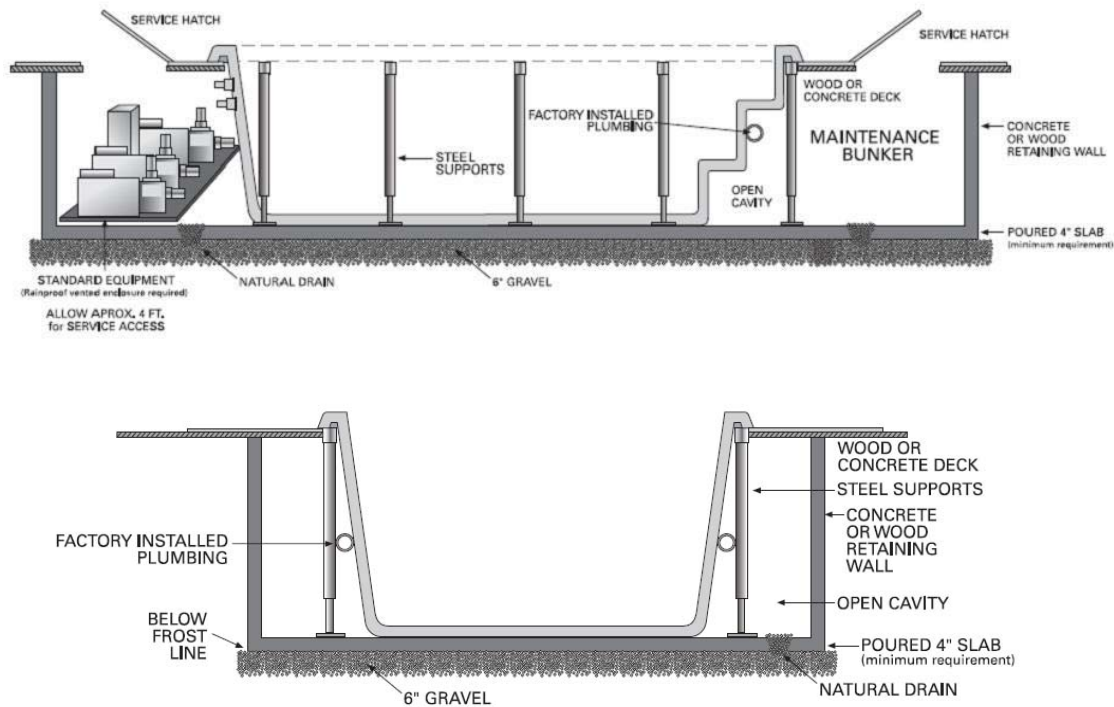 SERVICE HATCH
SERVICE HATCH
WOOD OR
CONCRETE DECK
FACTORY INSTALLED
PLUMBING
MAINTENANCE
BUNKER
CONCRETE
OR WOOD
RETAINING WALL
STEEL
SUPPORTS
OPEN
CAVITY
POURED 4" SLAB
(minimum requirement)
STANDARD EQUIPMENT
(Rainproof vented enclosure required)
NATURAL DRAIN
6" GRAVEL
ALLOW APROX. 4 FT.
for SERVICE ACCESS
WOOD OR
CONCRETE DECK
STEEL SUPPORTS
CONCRETE
OR WOOD
RETAINING
WALL
FACTORY INSTALLED
PLUMBING
OPEN CAVITY
BELOW
FROST
LINE
POURED 4" SLAB
(minimum requirement)
NATURAL DRAIN
6" GRAVEL